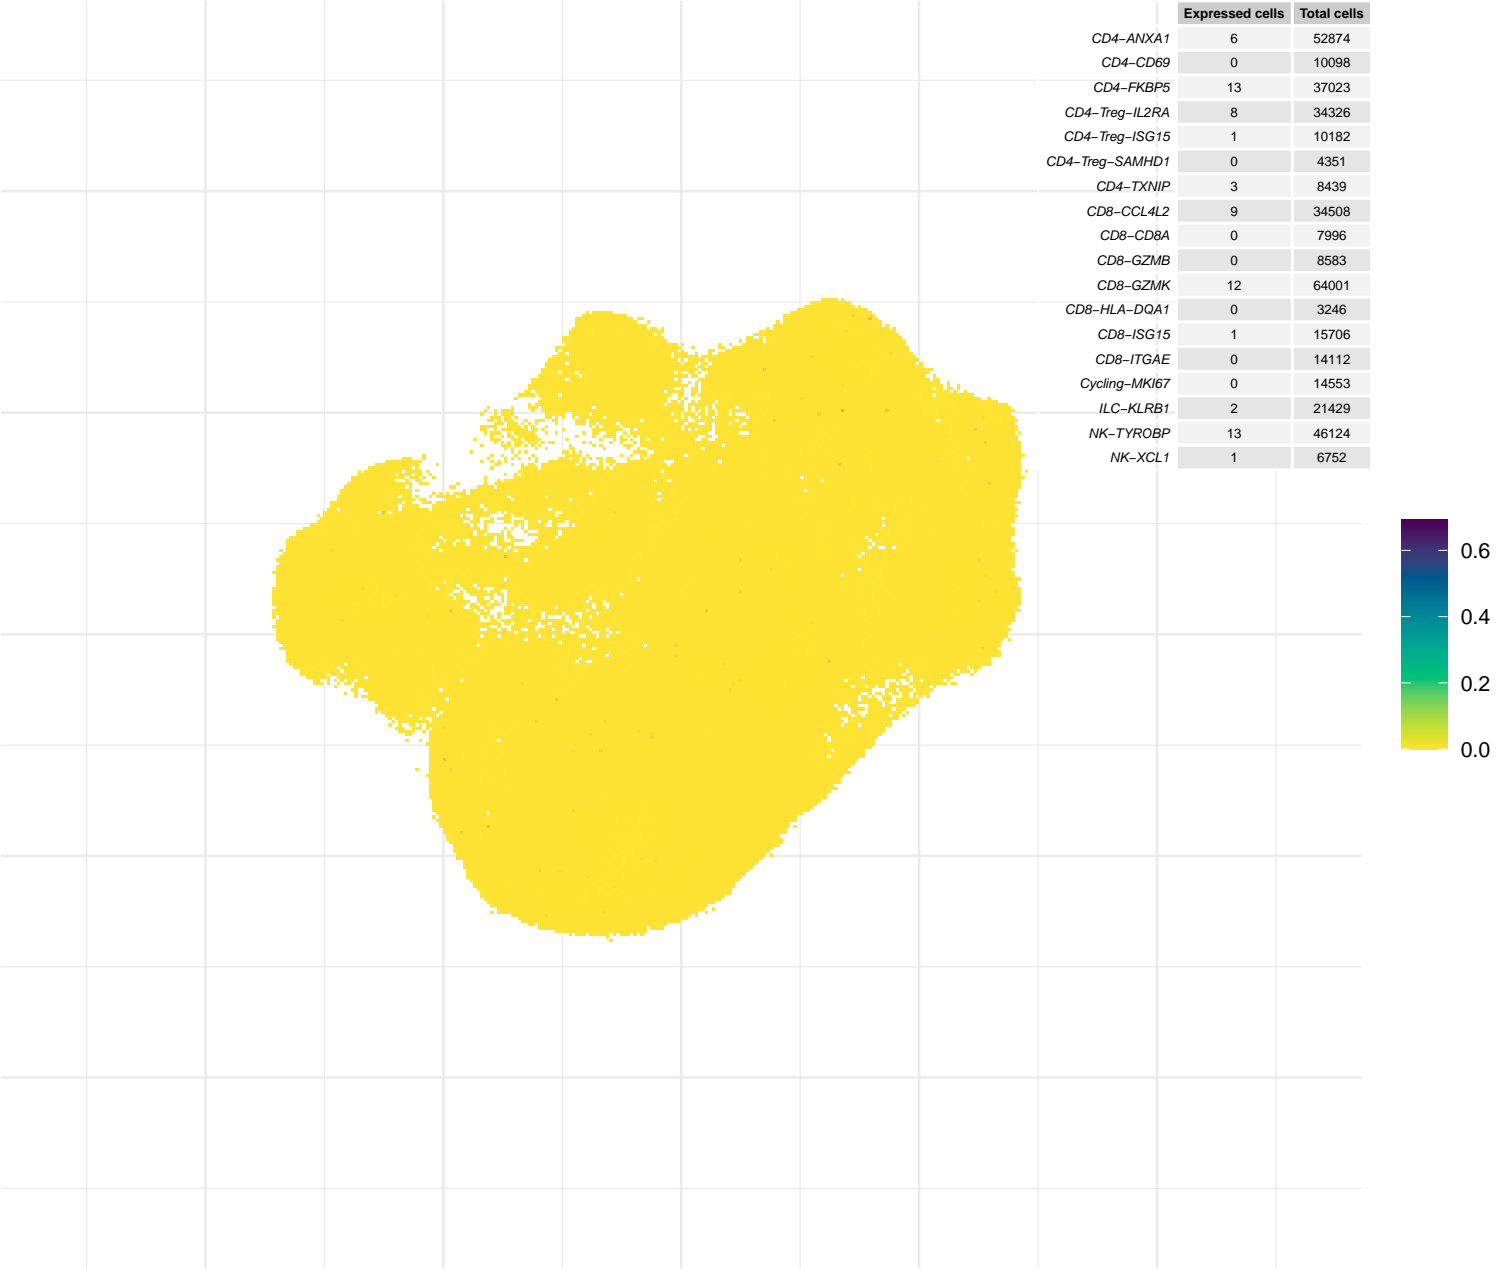 Expressed cells Total cells
CD4−ANXA1 6 52874
CD4−CD69 0 10098
CD4−FKBP5 13 37023
CD4−Treg−IL2RA 8 34326
CD4−Treg−ISG15 1 10182
CD4−Treg−SAMHD1 0 4351
CD4−TXNIP 3 8439
CD8−CCL4L2 9 34508
CD8−CD8A 0 7996
CD8−GZMB 0 8583
CD8−GZMK 12 64001
CD8−HLA−DQA1 0 3246
CD8−ISG15 1 15706
CD8−ITGAE 0 14112
Cycling−MKI67 0 14553
ILC−KLRB1 2 21429
NK−TYROBP 13 46124
NK−XCL1 1 6752
0.6
0.4
0.2
0.0